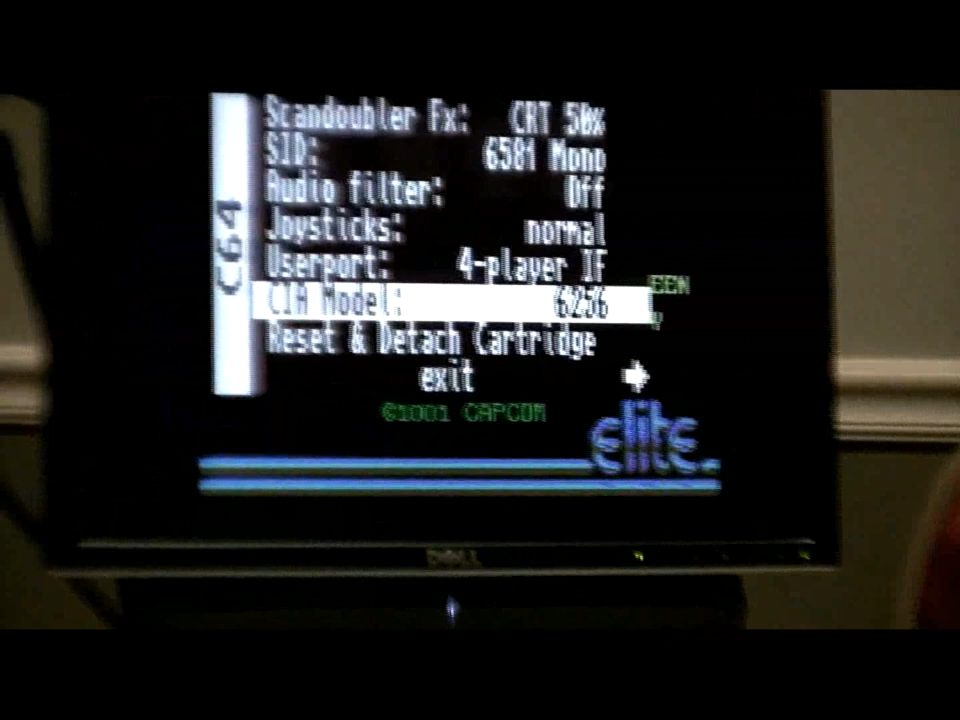 Scandoubler Fx: CRT 50%
SID: 6581 Mono
Audio filter: Off
Joysticks: normal
Userport: 4-player IF
CIA Model: 6256
Reset & Detach Cartridge
exit
C64
EEN
Y
©1001 CAPCOM
elite
DELL